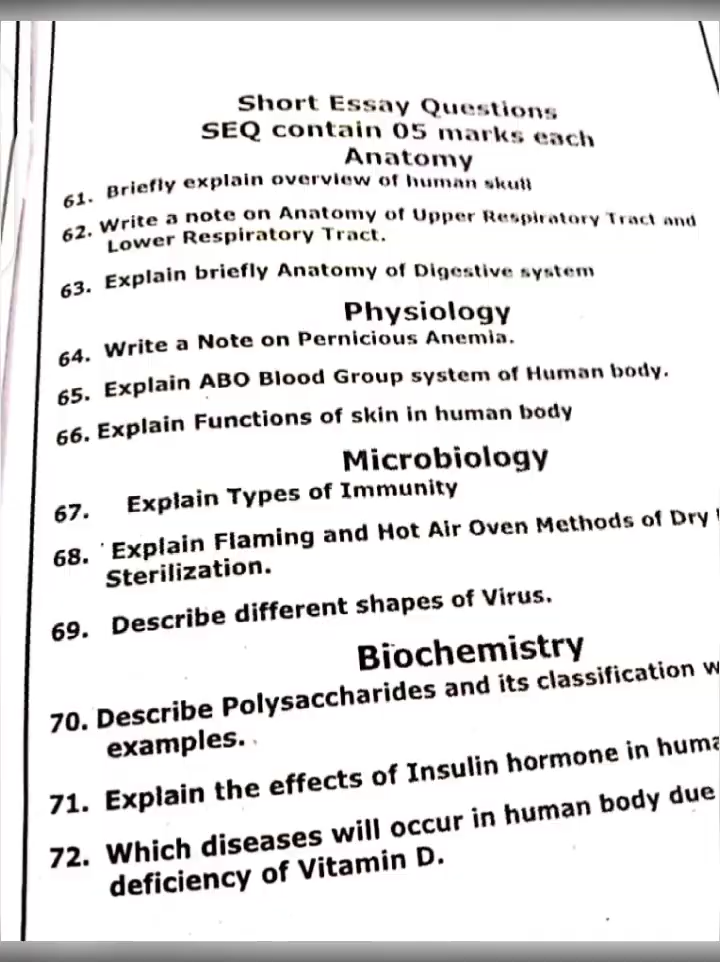 Short Essay Questions
SEQ contain 05 marks each
Anatomy
61. Briefly explain overview of human skull
62. Write a note on Anatomy of Upper Respiratory Tract and
Lower Respiratory Tract.
63. Explain briefly Anatomy of Digestive system
Physiology
64. Write a Note on Pernicious Anemia.
65. Explain ABO Blood Group system of Human body.
66. Explain Functions of skin in human body
Microbiology
67. Explain Types of Immunity
68. Explain Flaming and Hot Air Oven Methods of Dry
Sterilization.
69. Describe different shapes of Virus.
Biochemistry
70. Describe Polysaccharides and its classification
examples.
71. Explain the effects of Insulin hormone in
72. Which diseases will occur in human body due
deficiency of Vitamin D.